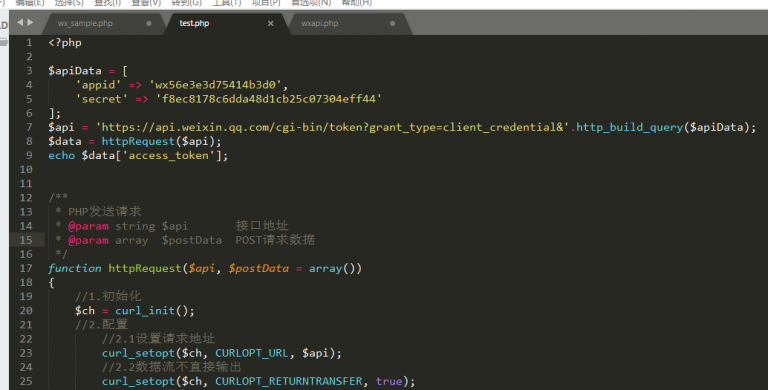 编辑(E) 选择(S) 查找(I) 查看(V) 转到(G) 工具(T) 项目(P) 首选项(N) 帮助(H)
wx_sample.php test.php wxapi.php
1 <?php
2
3 $apiData = [
4 'appid' => 'wx56e3e3d75414b3d0',
5 'secret' => 'f8ec8178c6dda48d1cb25c07304eff44'
6 ];
7 $api = 'https://api.weixin.qq.com/cgi-bin/token?grant_type=client_credential&'.http_build_query($apiData);
8 $data = httpRequest($api);
9 echo $data['access_token'];
10
11
12 /**
13 * PHP发送请求
14 * @param string $api 接口地址
15 * @param array $postData POST请求数据
16 */
17 function httpRequest($api, $postData = array())
18 {
19 //1.初始化
20 $ch = curl_init();
21 //2.配置
22 //2.1设置请求地址
23 curl_setopt($ch, CURLOPT_URL, $api);
24 //2.2数据流不直接输出
25 curl_setopt($ch, CURLOPT_RETURNTRANSFER, true);